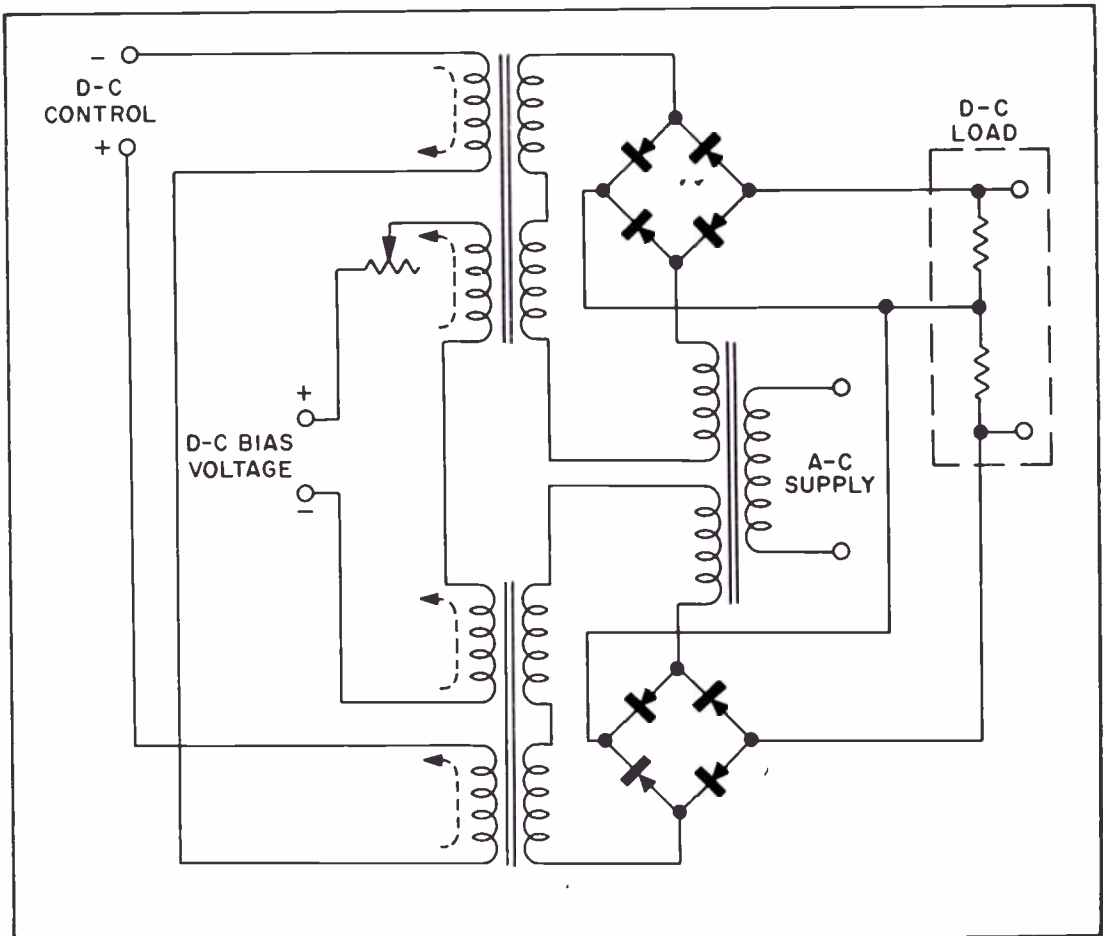 −
D-C
CONTROL
+
D-C
LOAD
+
D-C BIAS
VOLTAGE
−
A-C
SUPPLY